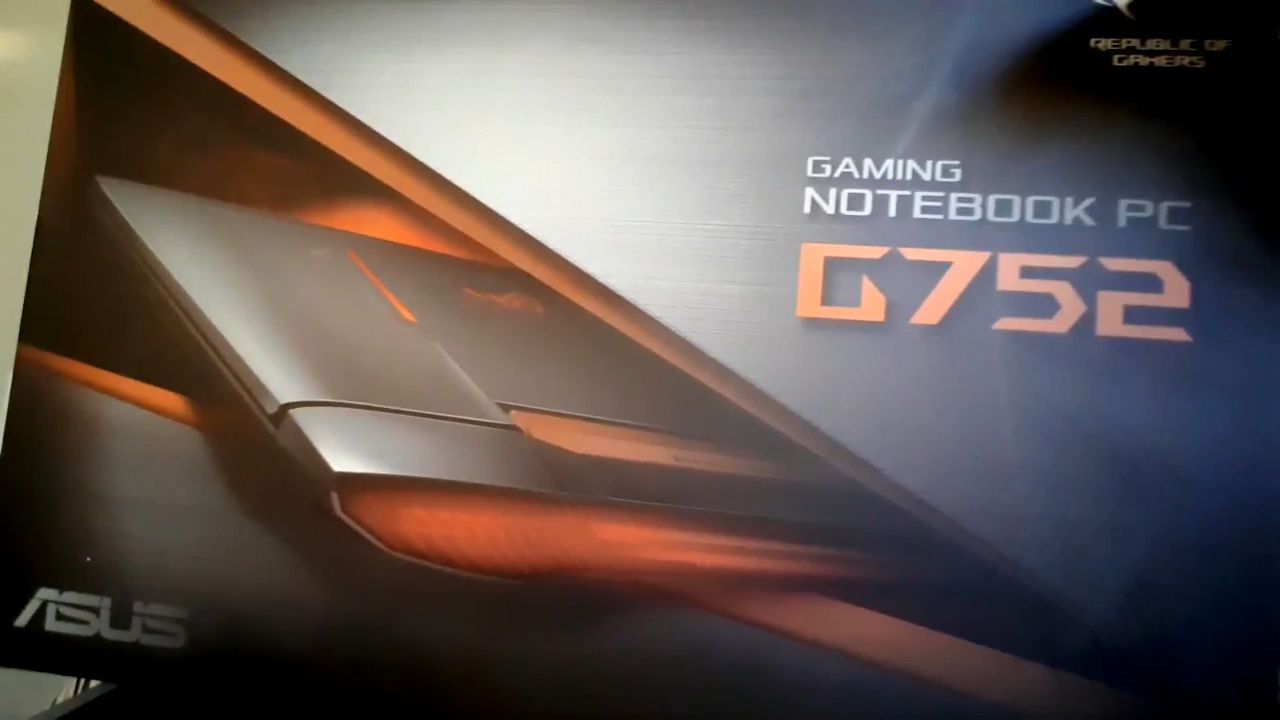 REPUBLIC OF
GAMERS
GAMING
NOTEBOOK PC
G752
ASUS